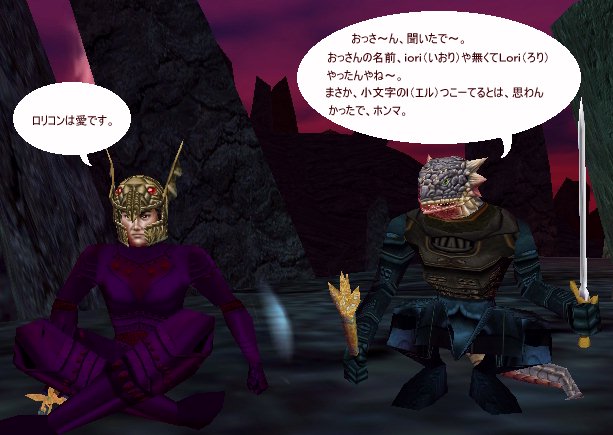 おっさ～ん、聞いたで～。
おっさんの名前、iori（いおり）や無くてLori（ろり）
やったんやね～。
まさか、小文字のl（エル）つこーてるとは、思わん
かったで、ホンマ。
ロリコンは愛です。